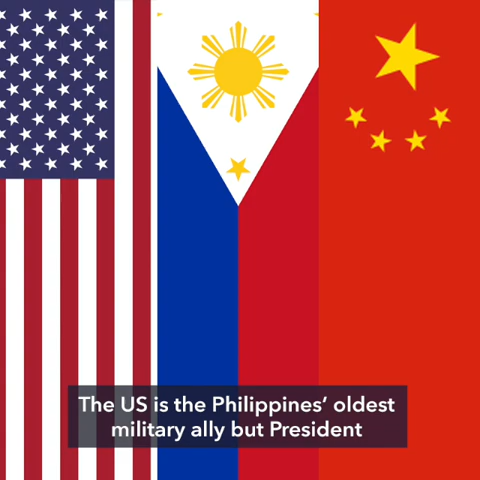 The US is the Philippines’ oldest
military ally but President